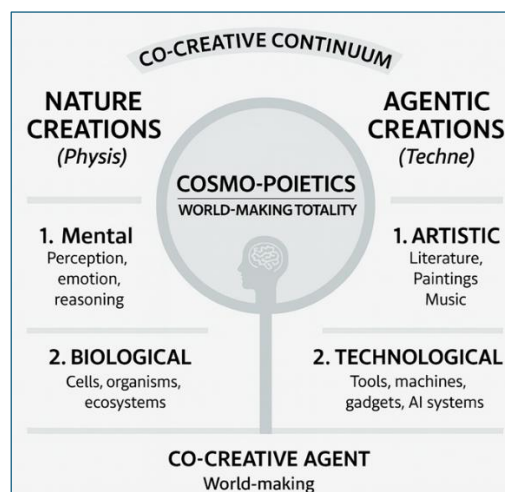 CO-CREATIVE CONTINUUM
NATURE
CREATIONS
(Physis)
AGENTIC
CREATIONS
(Techne)
COSMO-POIETICS
WORLD-MAKING TOTALITY
1. Mental
Perception,
emotion,
reasoning
1. ARTISTIC
Literature,
Paintings
Music
2. BIOLOGICAL
Cells, organisms,
ecosystems
2. TECHNOLOGICAL
Tools, machines,
gadgets, AI systems
CO-CREATIVE AGENT
World-making